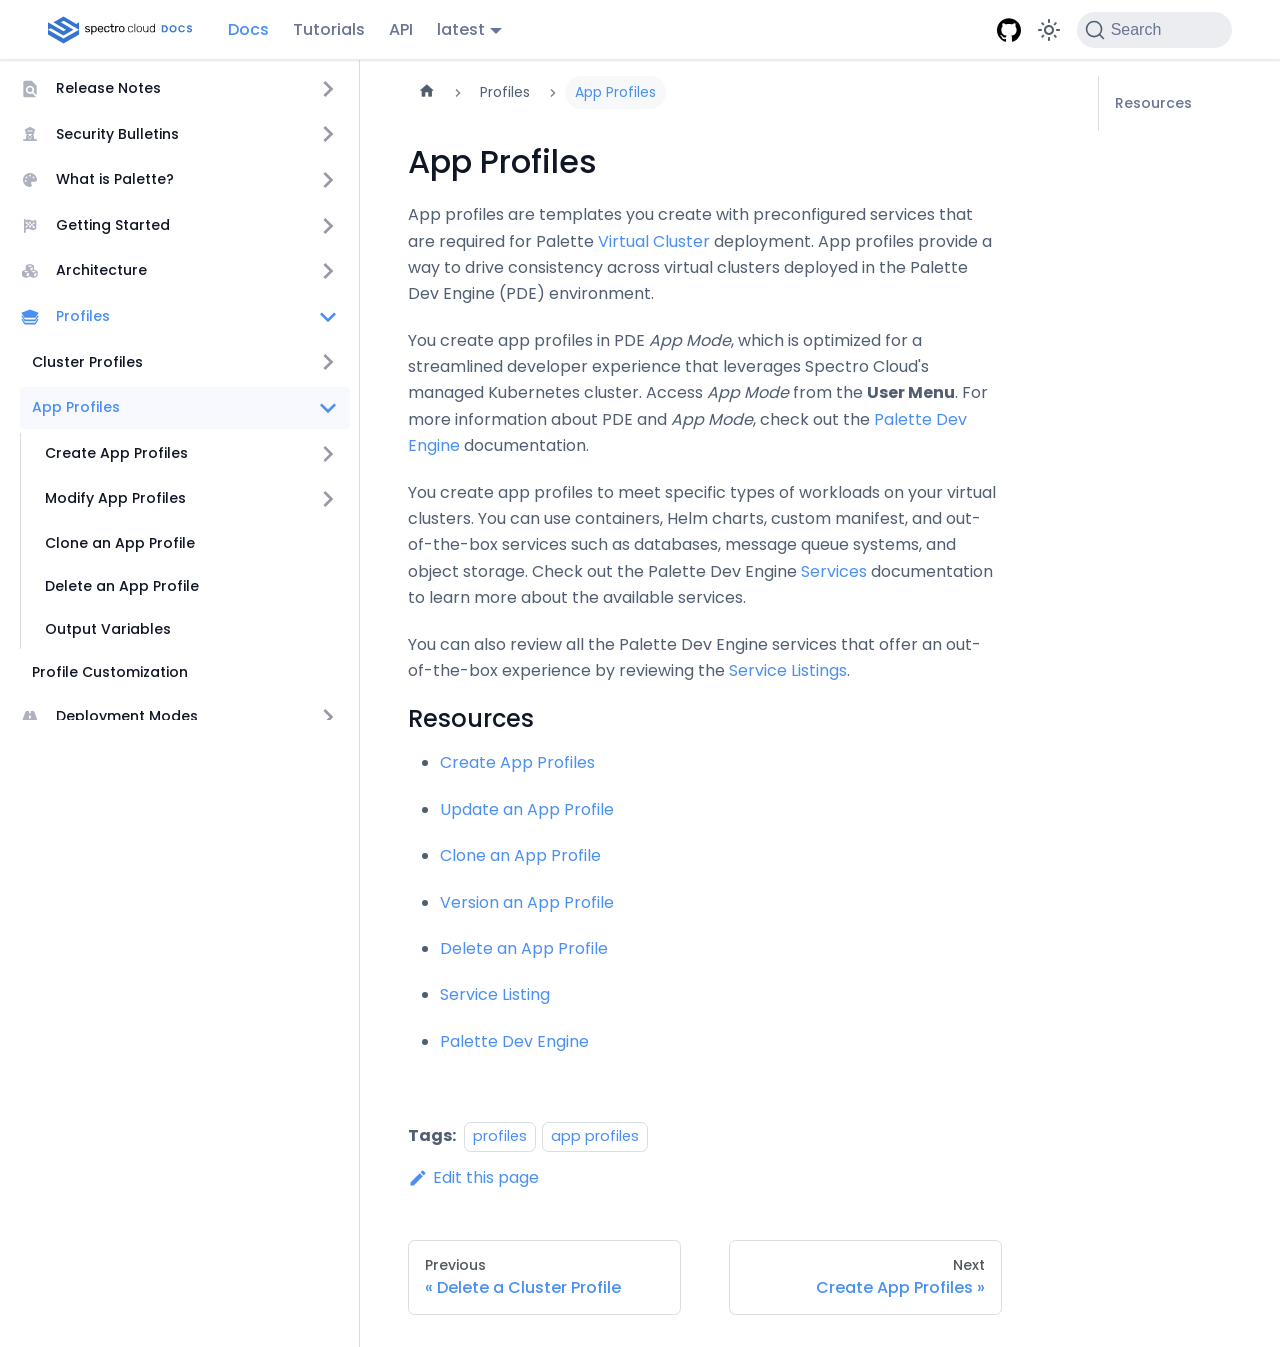 spectro cloud DOCS
Docs
Tutorials
API
latest
Search
Release Notes
Security Bulletins
What is Palette?
Getting Started
Architecture
Profiles
Cluster Profiles
App Profiles
Create App Profiles
Modify App Profiles
Clone an App Profile
Delete an App Profile
Output Variables
Profile Customization
Deployment Modes
Profiles
App Profiles
App Profiles
App profiles are templates you create with preconfigured services that
are required for Palette Virtual Cluster deployment. App profiles provide a
way to drive consistency across virtual clusters deployed in the Palette
Dev Engine (PDE) environment.
You create app profiles in PDE App Mode, which is optimized for a
streamlined developer experience that leverages Spectro Cloud's
managed Kubernetes cluster. Access App Mode from the User Menu. For
more information about PDE and App Mode, check out the Palette Dev
Engine documentation.
You create app profiles to meet specific types of workloads on your virtual
clusters. You can use containers, Helm charts, custom manifest, and out-
of-the-box services such as databases, message queue systems, and
object storage. Check out the Palette Dev Engine Services documentation
to learn more about the available services.
You can also review all the Palette Dev Engine services that offer an out-
of-the-box experience by reviewing the Service Listings.
Resources
Create App Profiles
Update an App Profile
Clone an App Profile
Version an App Profile
Delete an App Profile
Service Listing
Palette Dev Engine
Tags: profiles app profiles
Edit this page
Previous
« Delete a Cluster Profile
Next
Create App Profiles »
Resources